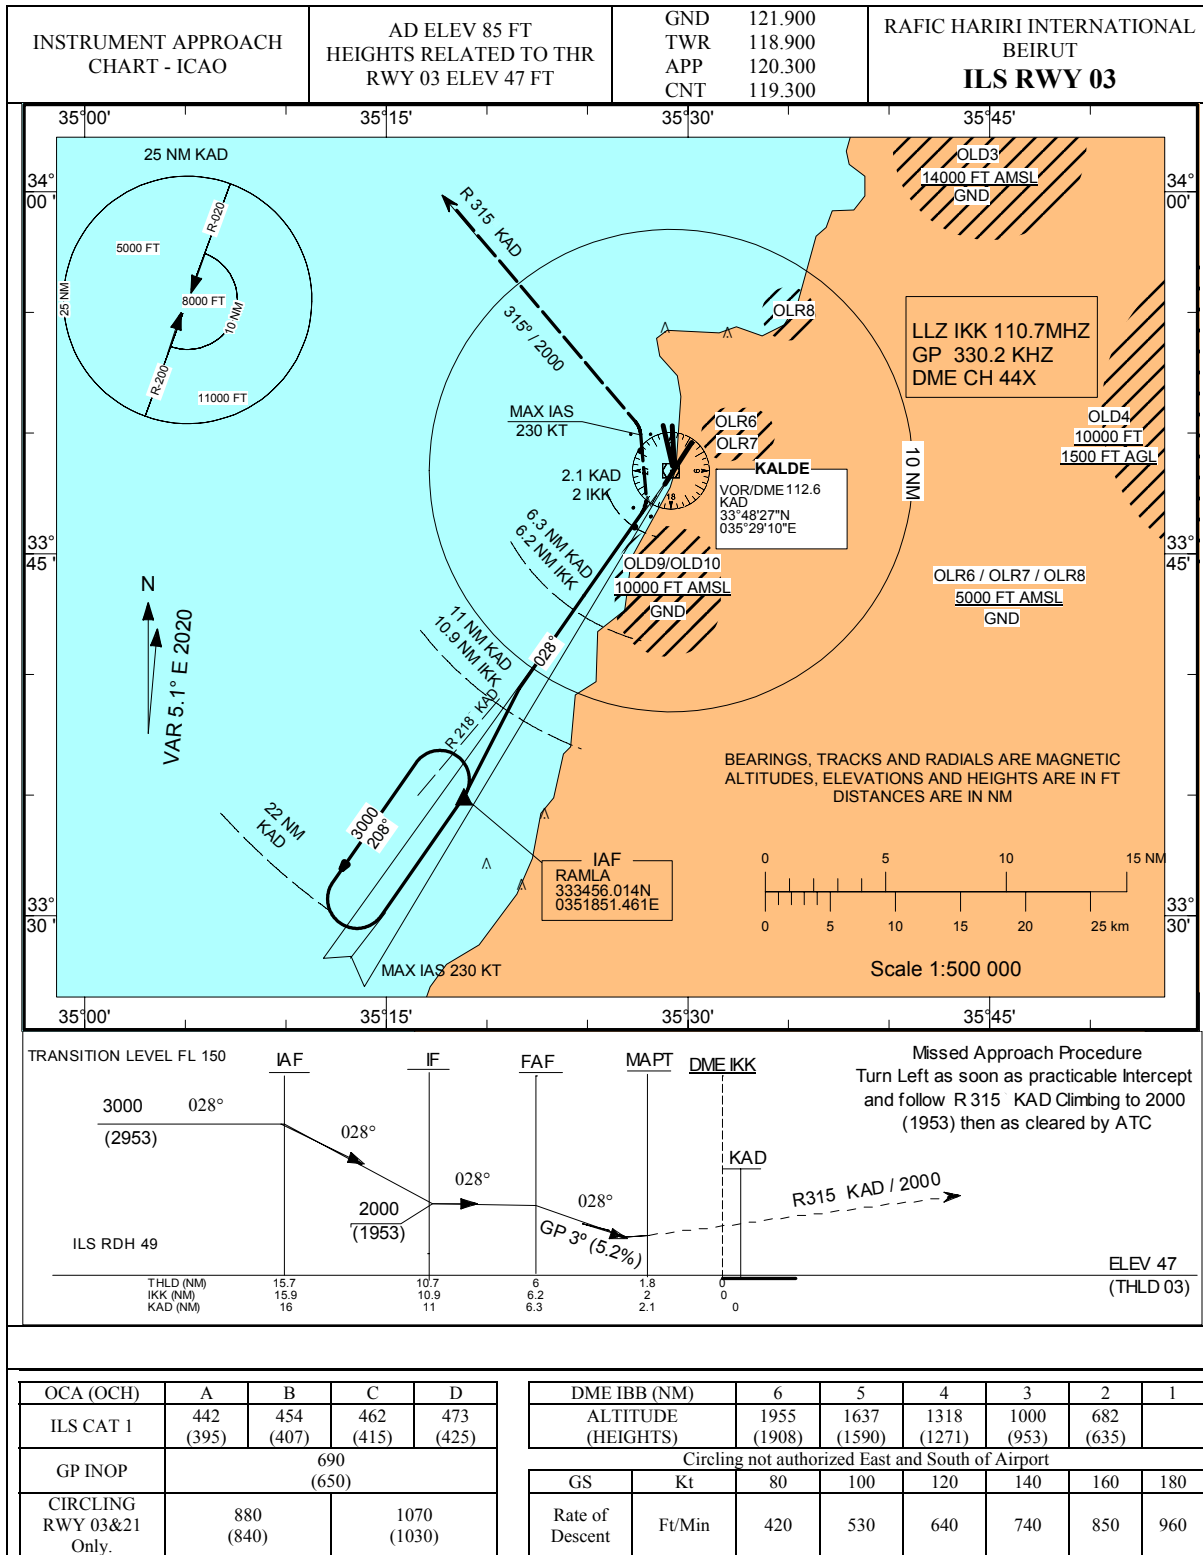 INSTRUMENT APPROACH
CHART - ICAO
AD ELEV 85 FT
HEIGHTS RELATED TO THR
RWY 03 ELEV 47 FT
GND 121.900
TWR 118.900
APP 120.300
CNT 119.300
RAFIC HARIRI INTERNATIONAL
BEIRUT
ILS RWY 03
35°00' 35°15' 35°30' 35°45'
34°
00'
34°
00'
25 NM KAD
R-020
5000 FT
25 NM
8000 FT
10 NM
R-200
11000 FT
R 315 KAD
315° / 2000
OLD3
14000 FT AMSL
GND
OLR8
LLZ IKK 110.7MHZ
GP 330.2 KHZ
DME CH 44X
MAX IAS
230 KT
OLR6
OLR7
OLD4
10000 FT
1500 FT AGL
2.1 KAD
2 IKK
18
KALDE
VOR/DME 112.6
KAD
33°48'27"N
035°29'10"E
10 NM
6.3 NM KAD
6.2 NM IKK
33°
45'
33°
45'
OLD9/OLD10
10000 FT AMSL
GND
OLR6 / OLR7 / OLR8
5000 FT AMSL
GND
N
VAR 5.1° E 2020
11 NM KAD
10.9 NM IKK
028°
R 218 KAD
BEARINGS, TRACKS AND RADIALS ARE MAGNETIC
ALTITUDES, ELEVATIONS AND HEIGHTS ARE IN FT
DISTANCES ARE IN NM
3000
208°
22 NM
KAD
IAF
RAMLA
333456.014N
0351851.461E
0 5 10 15 NM
0 5 10 15 20 25 km
33°
30'
33°
30'
MAX IAS 230 KT
Scale 1:500 000
35°00' 35°15' 35°30' 35°45'
TRANSITION LEVEL FL 150
IAF IF FAF MAPT DME IKK
Missed Approach Procedure
Turn Left as soon as practicable Intercept
and follow R 315 KAD Climbing to 2000
(1953) then as cleared by ATC
3000 028°
(2953)
028°
KAD
028°
028°
2000
(1953)
GP 3° (5.2%)
R315 KAD / 2000
ILS RDH 49
ELEV 47
(THLD 03)
THLD (NM) 15.7 10.7 6 1.8 0
IKK (NM) 15.9 10.9 6.2 2 0
KAD (NM) 16 11 6.3 2.1 0
OCA (OCH) A B C D
ILS CAT 1 442 454 462 473
(395) (407) (415) (425)
GP INOP 690
(650)
CIRCLING
RWY 03&21
Only.
880 1070
(840) (1030)
DME IBB (NM) 6 5 4 3 2 1
ALTITUDE 1955 1637 1318 1000 682
(HEIGHTS) (1908) (1590) (1271) (953) (635)
Circling not authorized East and South of Airport
GS Kt 80 100 120 140 160 180
Rate of
Descent
Ft/Min 420 530 640 740 850 960